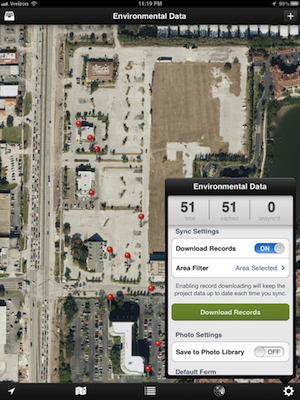 Verizon 11:19 PM 99%
Environmental Data
Environmental Data
51 51 0
total cached unsync'd
Sync Settings
Download Records ON
Area Filter Area Selected >
Enabling record downloading will keep the
project data up to date each time you sync.
Download Records
Photo Settings
Save to Photo Library OFF
Default Form